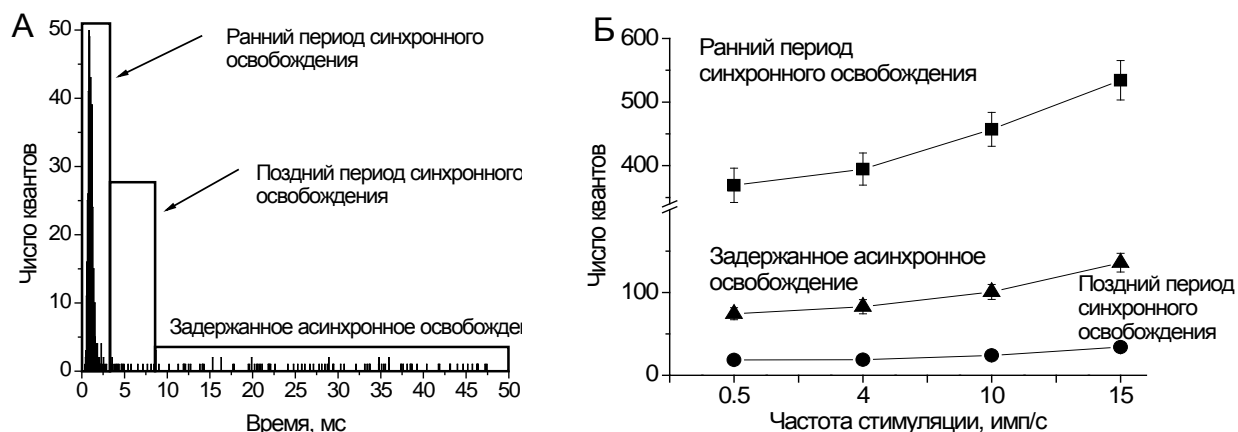 А
50
40
30
20
10
0
Число квантов
Ранний период синхронного
освобождения
Поздний период синхронного
освобождения
Задержанное асинхронное освобожден
0 5 10 15 20 25 30 35 40 45 50
Время, мс
Б
600
500
400
100
0
Число квантов
Ранний период
синхронного освобождения
Задержанное асинхронное
освобождение
Поздний период
синхронного
освобождения
0.5 4 10 15
Частота стимуляции, имп/с